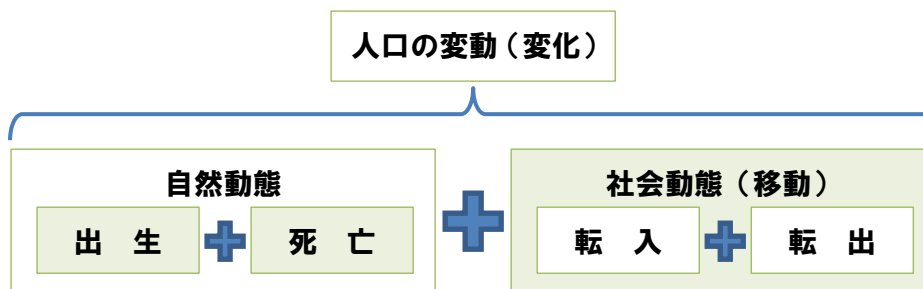 人口の変動（変化）
自然動態
社会動態（移動）
出 生
死 亡
転 入
転 出